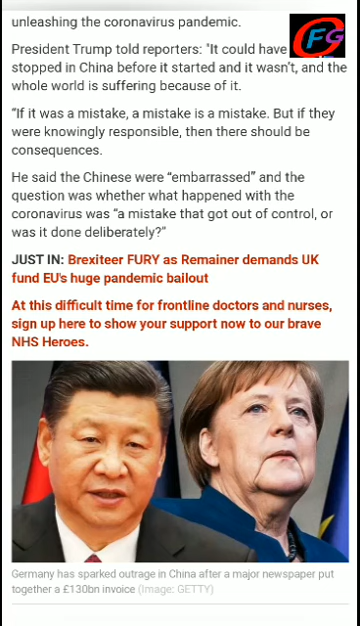 unleashing the coronavirus pandemic.
FG
President Trump told reporters: "It could have
stopped in China before it started and it wasn't, and the
whole world is suffering because of it.
“If it was a mistake, a mistake is a mistake. But if they
were knowingly responsible, then there should be
consequences.
He said the Chinese were “embarrassed” and the
question was whether what happened with the
coronavirus was “a mistake that got out of control, or
was it done deliberately?”
JUST IN: Brexiteer FURY as Remainer demands UK
fund EU's huge pandemic bailout
At this difficult time for frontline doctors and nurses,
sign up here to show your support now to our brave
NHS Heroes.
Germany has sparked outrage in China after a major newspaper put
together a £130bn invoice (Image: GETTY)